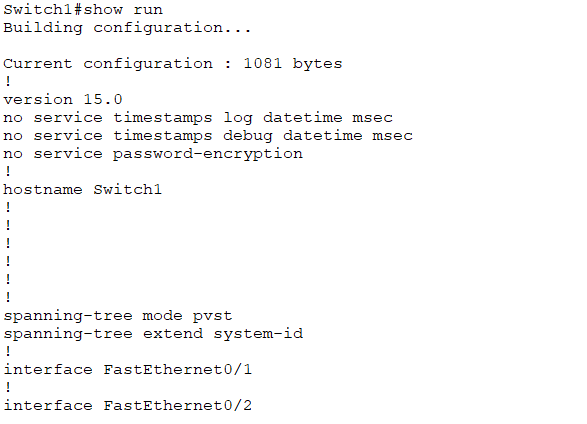 Switch1#show run
Building configuration...
Current configuration : 1081 bytes
!
version 15.0
no service timestamps log datetime msec
no service timestamps debug datetime msec
no service password-encryption
!
hostname Switch1
!
!
!
!
!
!
spanning-tree mode pvst
spanning-tree extend system-id
!
interface FastEthernet0/1
!
interface FastEthernet0/2